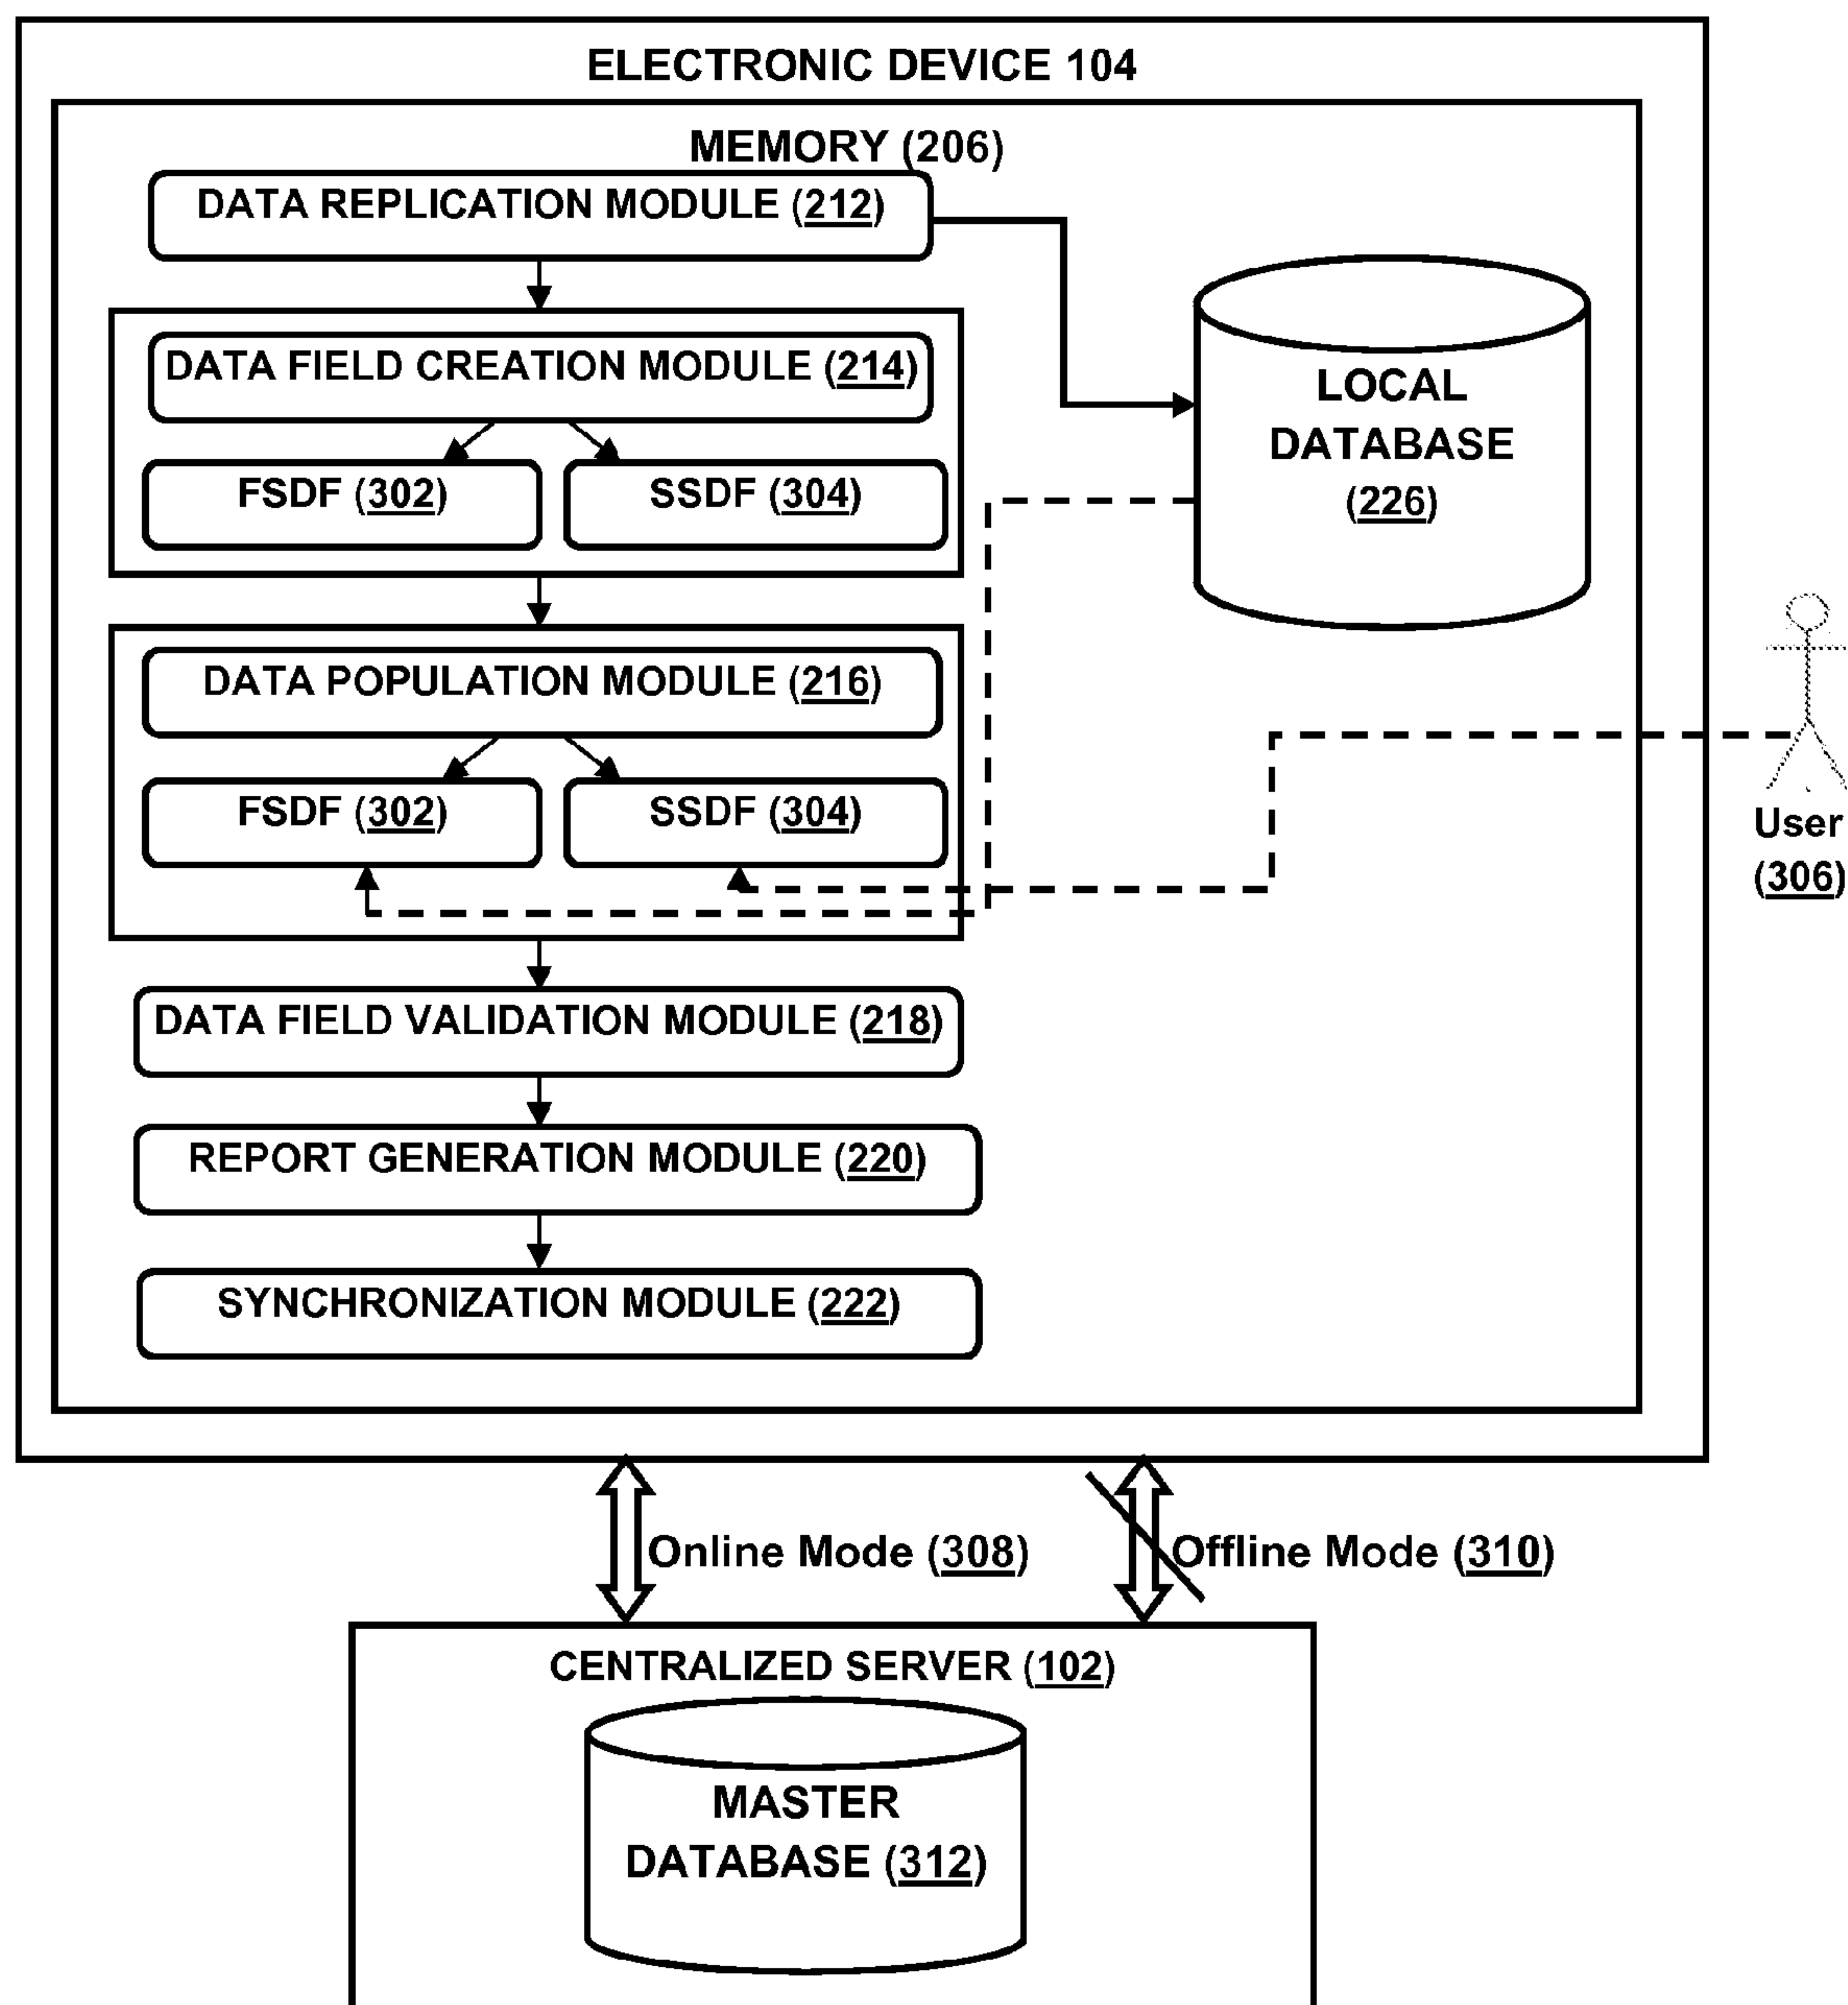 ELECTRONIC DEVICE 104
MEMORY (206)
DATA REPLICATION MODULE (212)
DATA FIELD CREATION MODULE (214)
FSDF (302)
SSDF (304)
LOCAL
DATABASE
(226)
DATA POPULATION MODULE (216)
FSDF (302)
SSDF (304)
User
(306)
DATA FIELD VALIDATION MODULE (218)
REPORT GENERATION MODULE (220)
SYNCHRONIZATION MODULE (222)
Online Mode (308)
Offline Mode (310)
CENTRALIZED SERVER (102)
MASTER
DATABASE (312)